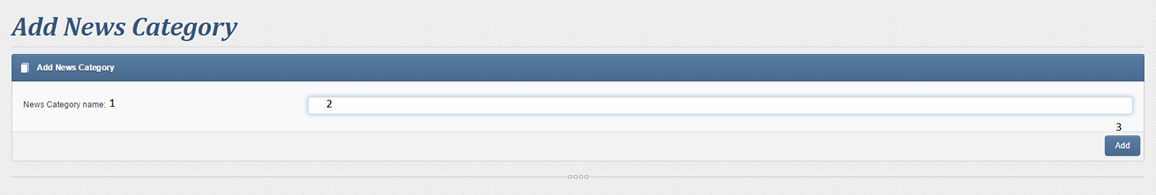 Add News Category
Add News Category
News Category name: 1
2
3
Add